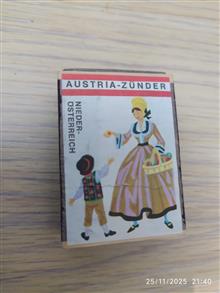 AUSTRIA-ZÜNDER
NIEDER-
ÖSTERREICH
25/11/2025 21:40